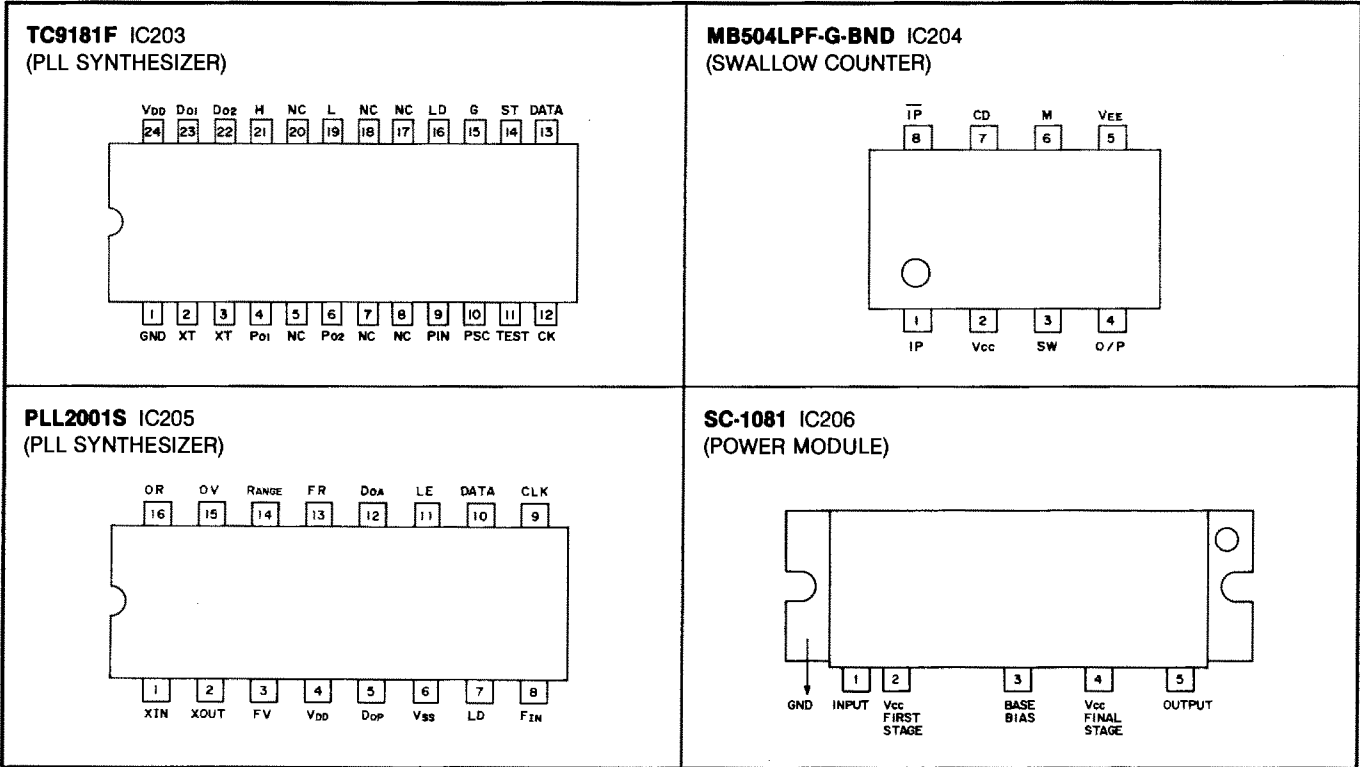 TC9181F IC203
(PLL SYNTHESIZER)
VDD DO1 DO2 H NC L NC NC LD G ST DATA
24 23 22 21 20 19 18 17 16 15 14 13
1 2 3 4 5 6 7 8 9 10 11 12
GND XT XT PO1 NC PO2 NC NC PIN PSC TEST CK
MB504LPF-G-BND IC204
(SWALLOW COUNTER)
I̅P̅ CD M VEE
8 7 6 5
1 2 3 4
IP Vcc SW O/P
PLL2001S IC205
(PLL SYNTHESIZER)
OR OV RANGE FR DOA LE DATA CLK
16 15 14 13 12 11 10 9
1 2 3 4 5 6 7 8
XIN XOUT FV VDD DOP VSS LD FIN
SC-1081 IC206
(POWER MODULE)
1 2 3 4 5
GND INPUT Vcc BASE Vcc OUTPUT
FIRST BIAS FINAL
STAGE STAGE